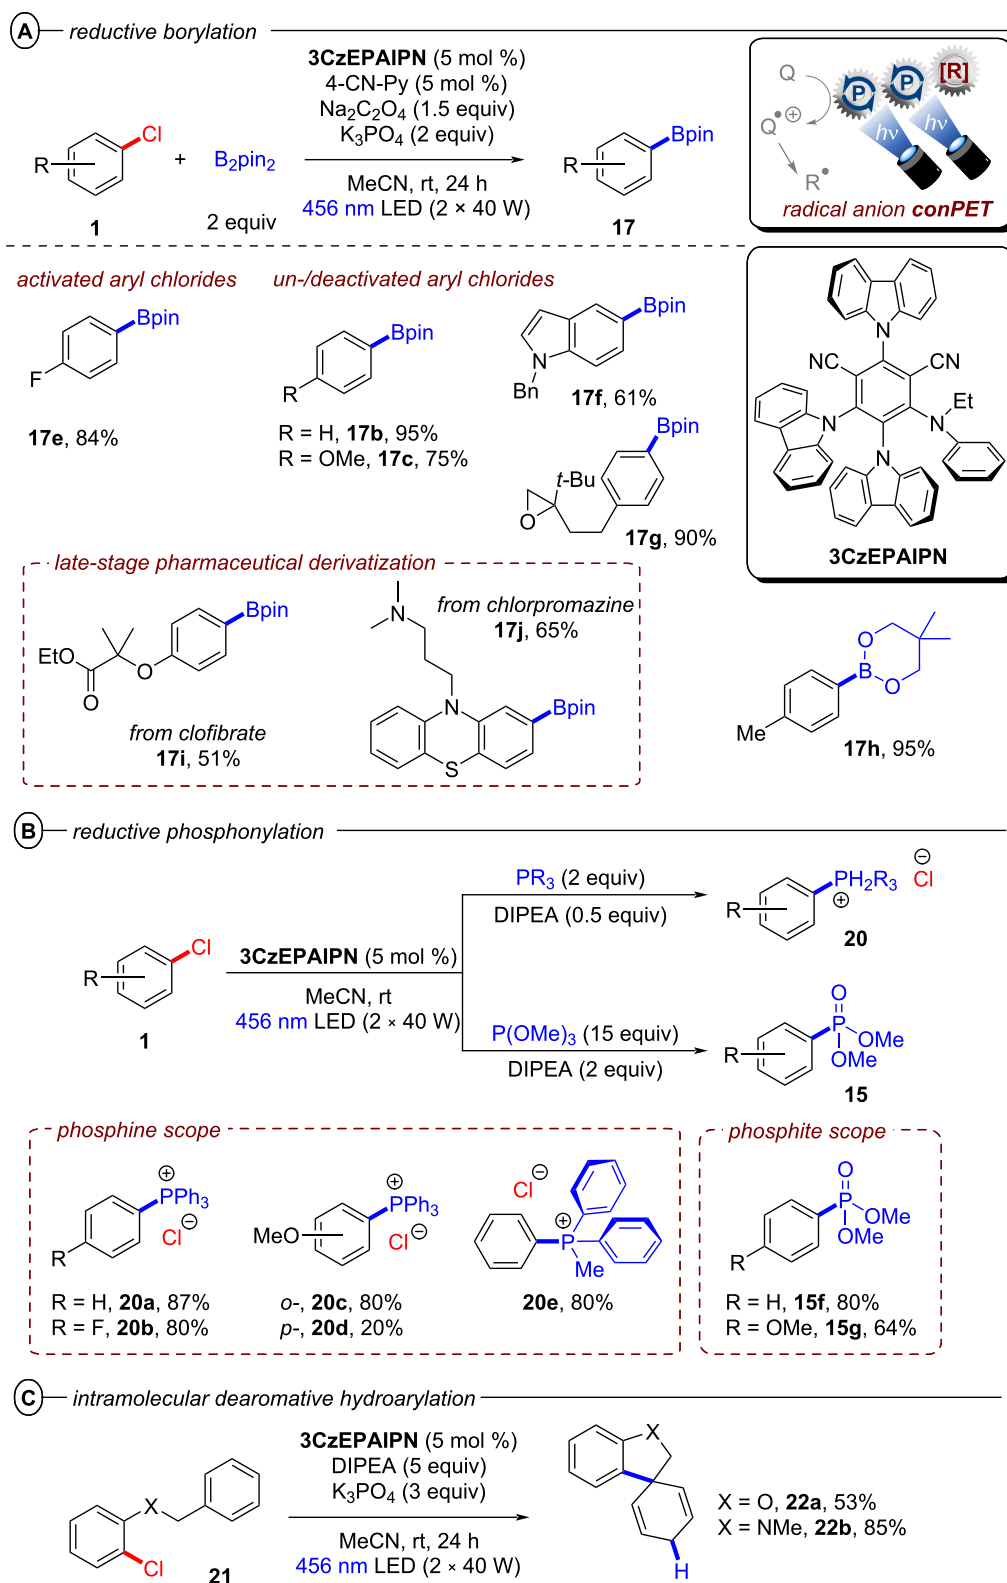 A reductive borylation
3CzEPAIPN (5 mol %)
4-CN-Py (5 mol %)
Na2C2O4 (1.5 equiv)
K3PO4 (2 equiv)
R
Cl
1
+
B2pin2
2 equiv
MeCN, rt, 24 h
456 nm LED (2 × 40 W)
R
Bpin
17
Q
Q•⊕
R•
P
P
[R]
hν
hν
radical anion conPET
activated aryl chlorides
un-/deactivated aryl chlorides
Bpin
F
17e, 84%
Bpin
R
R = H, 17b, 95%
R = OMe, 17c, 75%
Bpin
N
Bn
17f, 61%
Bpin
t-Bu
O
17g, 90%
N
CN
CN
N
N
Et
N
3CzEPAIPN
late-stage pharmaceutical derivatization
Bpin
EtO
O
O
from clofibrate
17i, 51%
N
from chlorpromazine
17j, 65%
N
Bpin
S
O
B
O
Me
17h, 95%
B reductive phosphonylation
R
Cl
1
3CzEPAIPN (5 mol %)
MeCN, rt
456 nm LED (2 × 40 W)
PR3 (2 equiv)
DIPEA (0.5 equiv)
R
PH2R3
⊕
⊖
Cl
20
P(OMe)3 (15 equiv)
DIPEA (2 equiv)
R
O
P
OMe
OMe
15
phosphine scope
⊕
PPh3
Cl⊖
R
R = H, 20a, 87%
R = F, 20b, 80%
⊕
PPh3
MeO
Cl⊖
o-, 20c, 80%
p-, 20d, 20%
Cl⊖
⊕
P
Me
20e, 80%
phosphite scope
O
P
OMe
OMe
R
R = H, 15f, 80%
R = OMe, 15g, 64%
C intramolecular dearomative hydroarylation
X
Cl
21
3CzEPAIPN (5 mol %)
DIPEA (5 equiv)
K3PO4 (3 equiv)
MeCN, rt, 24 h
456 nm LED (2 × 40 W)
X
H
X = O, 22a, 53%
X = NMe, 22b, 85%